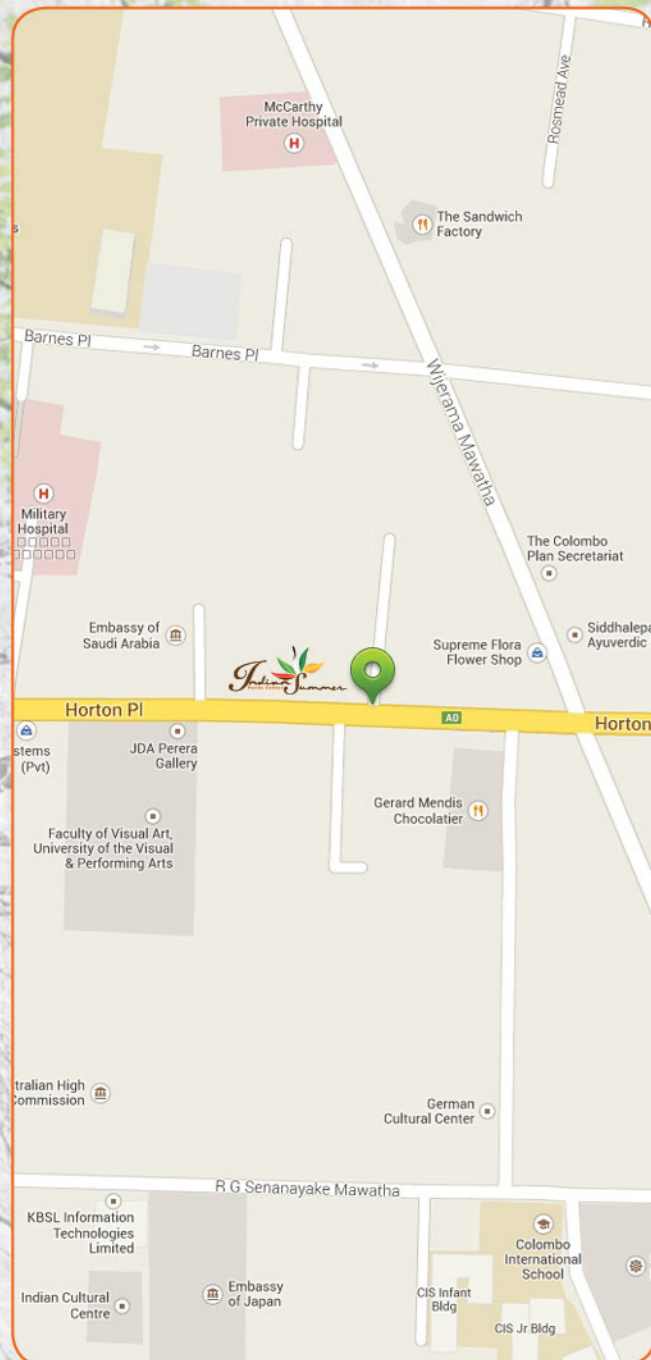 McCarthy
Private Hospital
H
Rosmead Ave
The Sandwich
Factory
Barnes Pl
Barnes Pl
Wijerama Mawatha
H
Military
Hospital
The Colombo
Plan Secretariat
Embassy of
Saudi Arabia
Indian Summer
Supreme Flora
Flower Shop
Siddhalepa
Ayuverdic
Horton Pl
A0
Horton
stems
(Pvt)
JDA Perera
Gallery
Gerard Mendis
Chocolatier
Faculty of Visual Art,
University of the Visual
& Performing Arts
tralian High
Commission
German
Cultural Center
R G Senanayake Mawatha
KBSL Information
Technologies
Limited
Colombo
International
School
Indian Cultural
Centre
Embassy
of Japan
CIS Infant
Bldg
CIS Jr Bldg